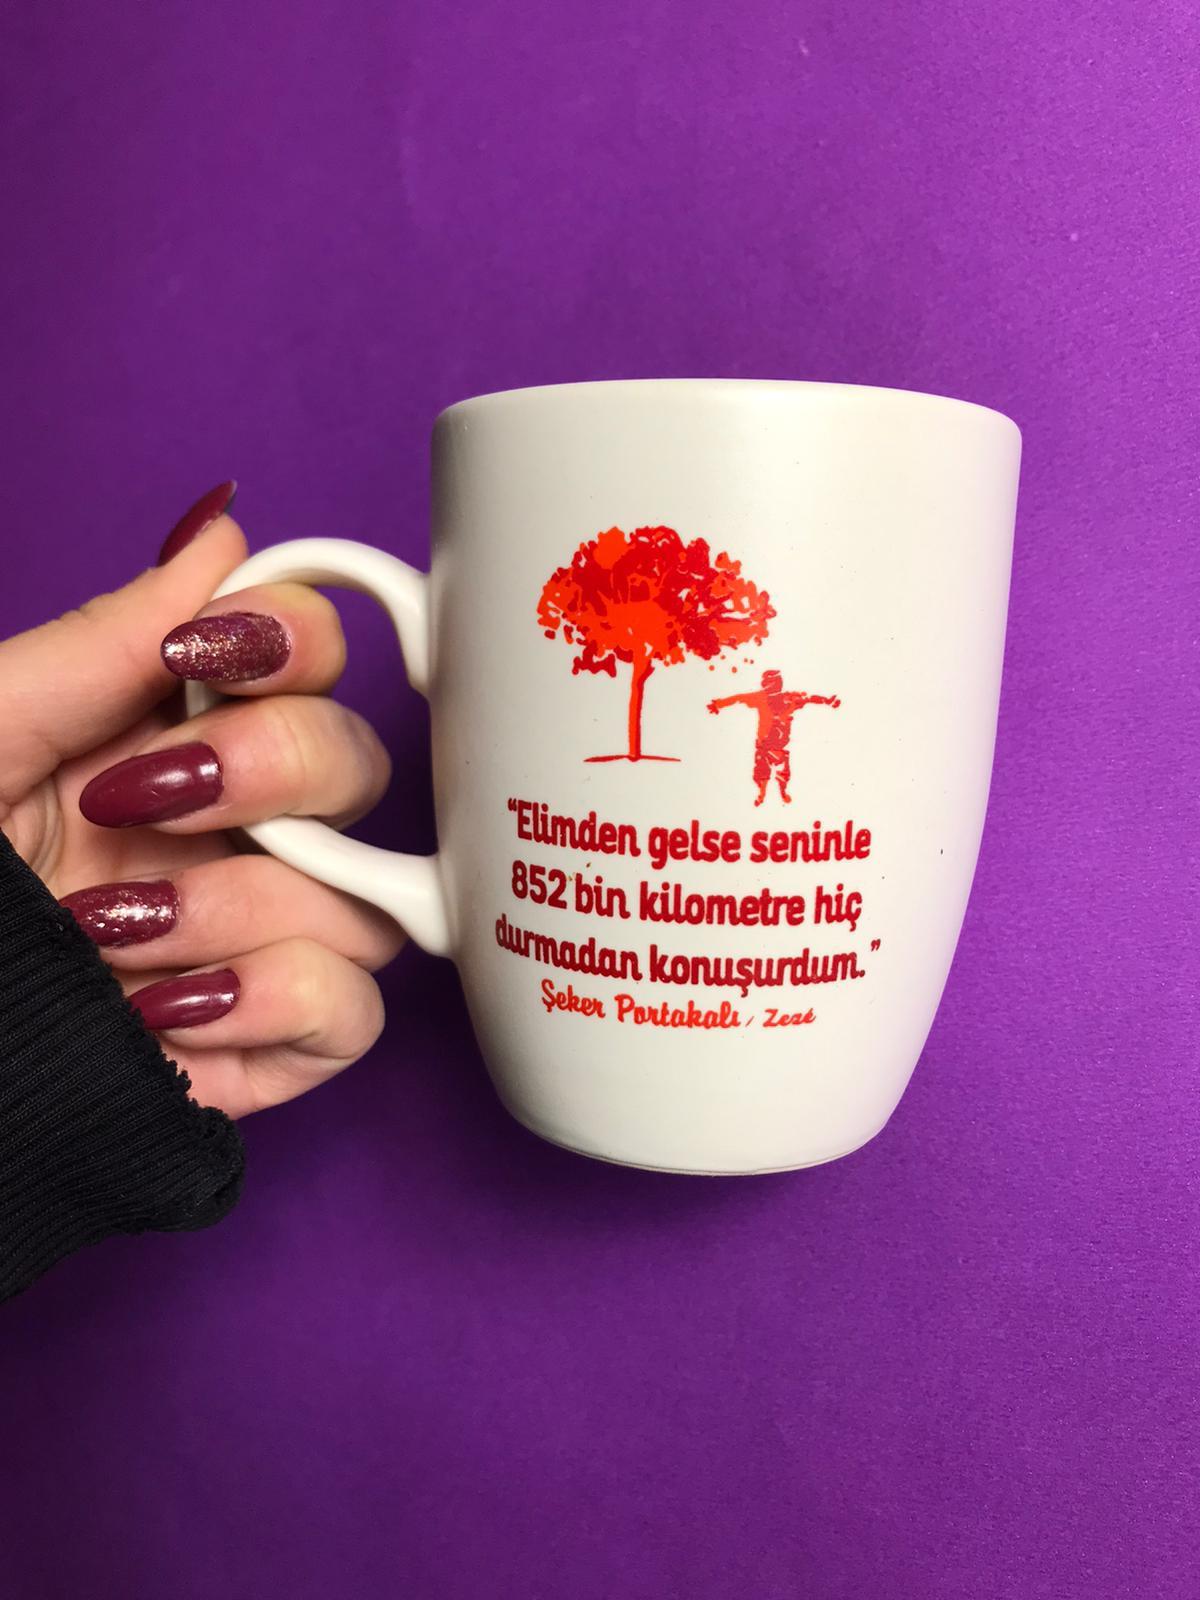 “Elimden gelse seninle
852 bin kilometre hiç
durmadan konuşurdum.”
Şeker Portakalı / Zezé